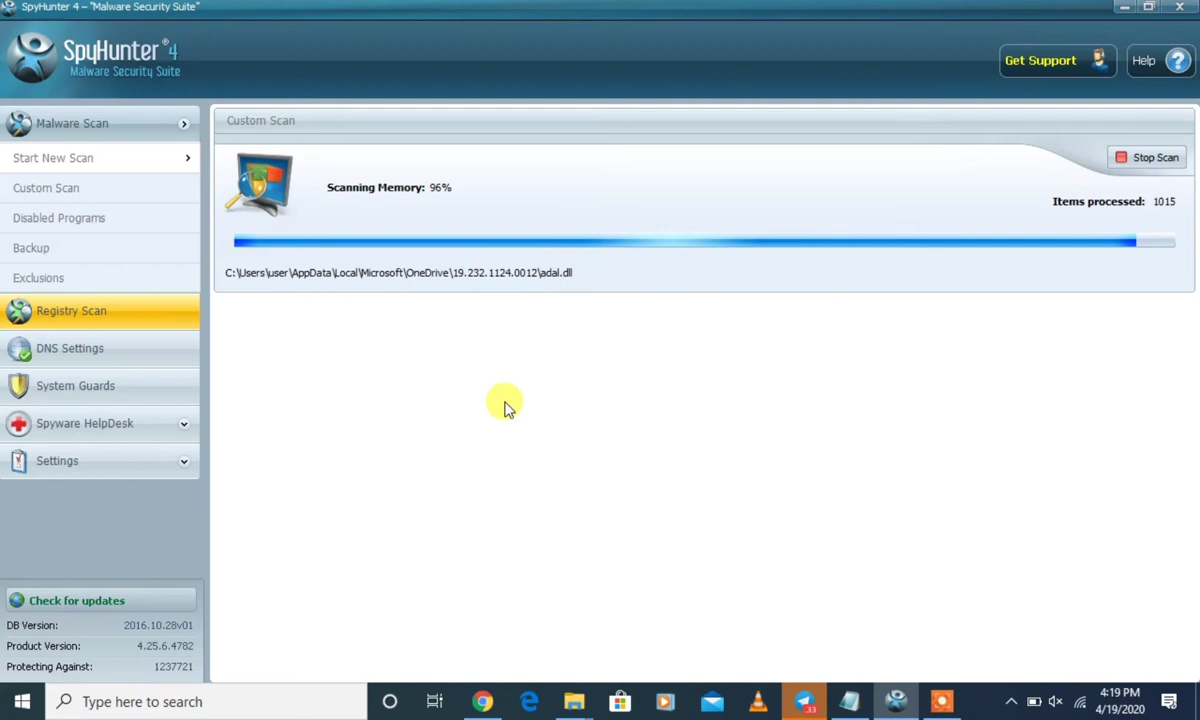 SpyHunter 4 – "Malware Security Suite"
SpyHunter® 4
Malware Security Suite
Get Support
Help
?
Malware Scan
Start New Scan
Custom Scan
Disabled Programs
Backup
Exclusions
Registry Scan
DNS Settings
System Guards
Spyware HelpDesk
Settings
Check for updates
DB Version: 2016.10.28v01
Product Version: 4.25.6.4782
Protecting Against: 1237721
Custom Scan
Stop Scan
Scanning Memory: 96%
Items processed: 1015
C:\Users\user\AppData\Local\Microsoft\OneDrive\19.232.1124.0012\adal.dll
Type here to search
33
4:19 PM
4/19/2020